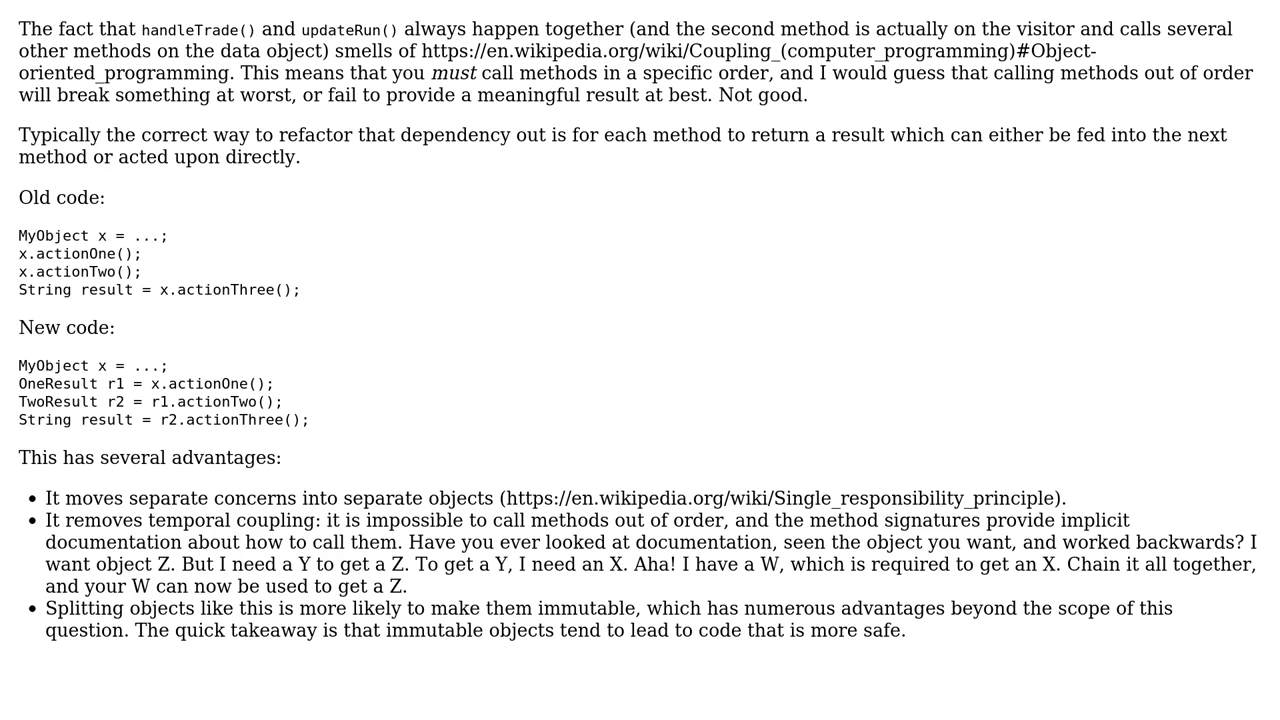 The fact that handleTrade() and updateRun() always happen together (and the second method is actually on the visitor and calls several
other methods on the data object) smells of https://en.wikipedia.org/wiki/Coupling_(computer_programming)#Object-
oriented_programming. This means that you must call methods in a specific order, and I would guess that calling methods out of order
will break something at worst, or fail to provide a meaningful result at best. Not good.
Typically the correct way to refactor that dependency out is for each method to return a result which can either be fed into the next
method or acted upon directly.
Old code:
MyObject x = ...;
x.actionOne();
x.actionTwo();
String result = x.actionThree();
New code:
MyObject x = ...;
OneResult r1 = x.actionOne();
TwoResult r2 = r1.actionTwo();
String result = r2.actionThree();
This has several advantages:
• It moves separate concerns into separate objects (https://en.wikipedia.org/wiki/Single_responsibility_principle).
• It removes temporal coupling: it is impossible to call methods out of order, and the method signatures provide implicit
documentation about how to call them. Have you ever looked at documentation, seen the object you want, and worked backwards? I
want object Z. But I need a Y to get a Z. To get a Y, I need an X. Aha! I have a W, which is required to get an X. Chain it all together,
and your W can now be used to get a Z.
• Splitting objects like this is more likely to make them immutable, which has numerous advantages beyond the scope of this
question. The quick takeaway is that immutable objects tend to lead to code that is more safe.